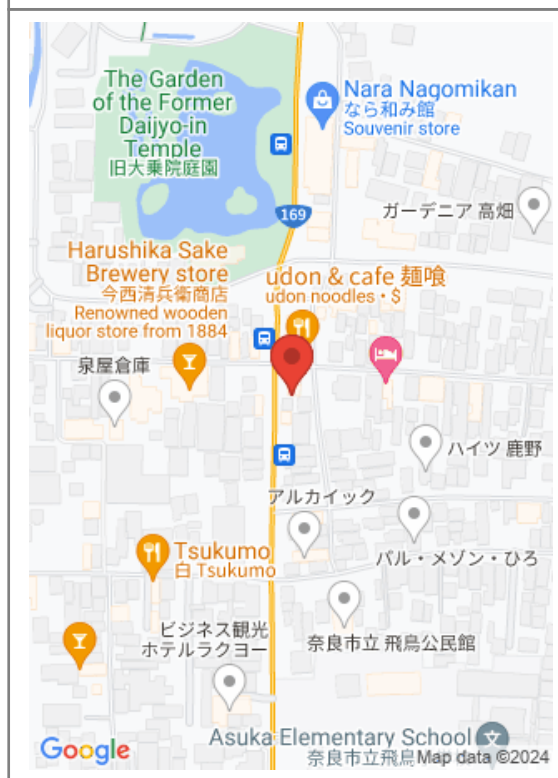 The Garden
of the Former
Daijyo-in
Temple
旧大乗院庭園
Nara Nagomikan
なら和み館
Souvenir store
169
ガーデニア 高畑
Harushika Sake
Brewery store
今西清兵衛商店
Renowned wooden
liquor store from 1884
udon & cafe 麺喰
udon noodles • $
泉屋倉庫
ハイツ 鹿野
アルカイック
Tsukumo
白 Tsukumo
パル・メゾン・ひろ
ビジネス観光
ホテルラクヨー
奈良市立 飛鳥公民館
Asuka Elementary School
奈良市立飛鳥
文
Google
Map data ©2024